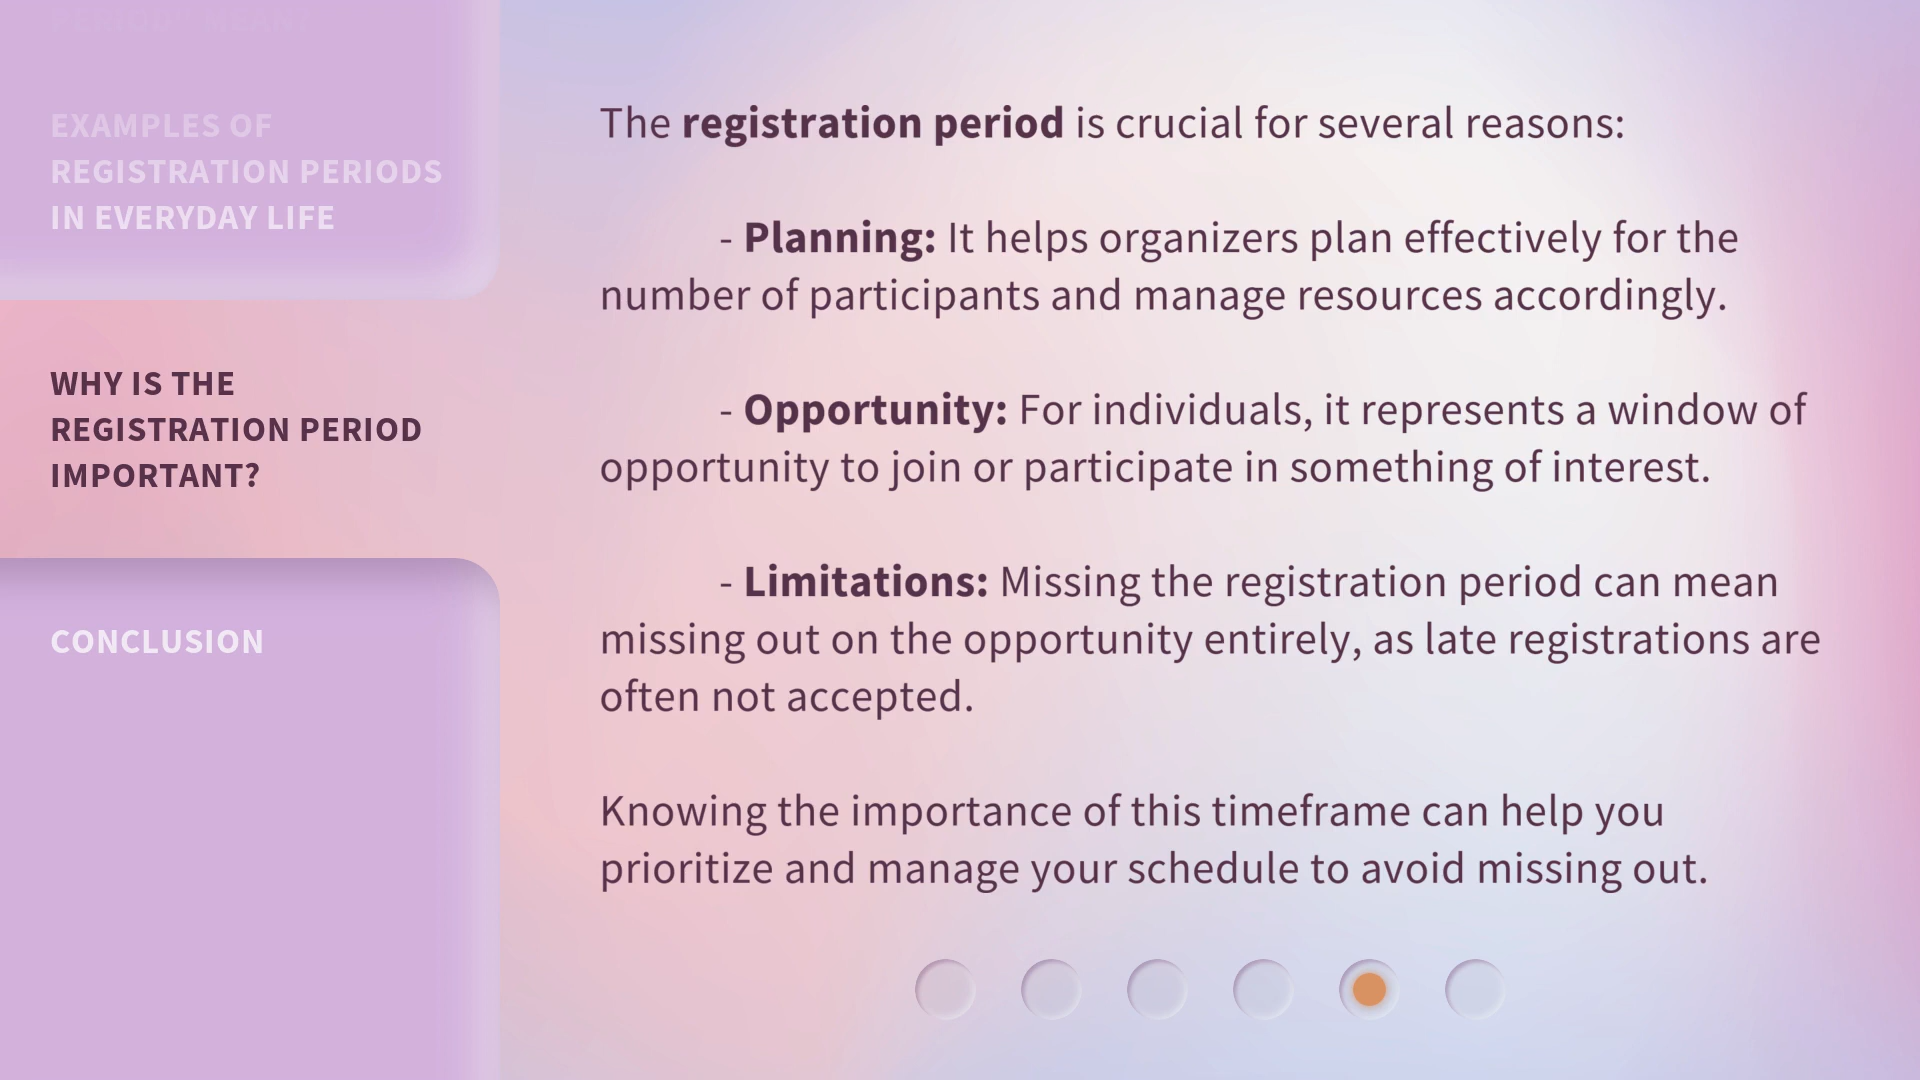 PERIOD" MEANT
EXAMPLES OF
REGISTRATION PERIODS
IN EVERYDAY LIFE
WHY IS THE
REGISTRATION PERIOD
IMPORTANT?
CONCLUSION
The registration period is crucial for several reasons:
- Planning: It helps organizers plan effectively for the
number of participants and manage resources accordingly.
- Opportunity: For individuals, it represents a window of
opportunity to join or participate in something of interest.
- Limitations: Missing the registration period can mean
missing out on the opportunity entirely, as late registrations are
often not accepted.
Knowing the importance of this timeframe can help you
prioritize and manage your schedule to avoid missing out.